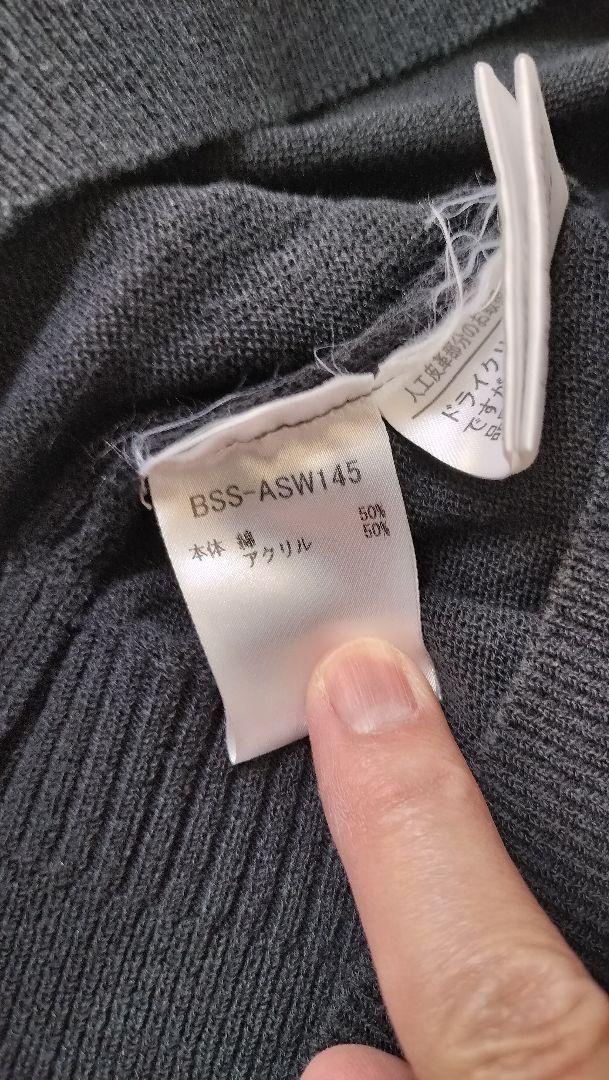 BSS-ASW145
本体 綿 50%
アクリル 50%
人工皮革部分のお
ドライクリ
ですが
品